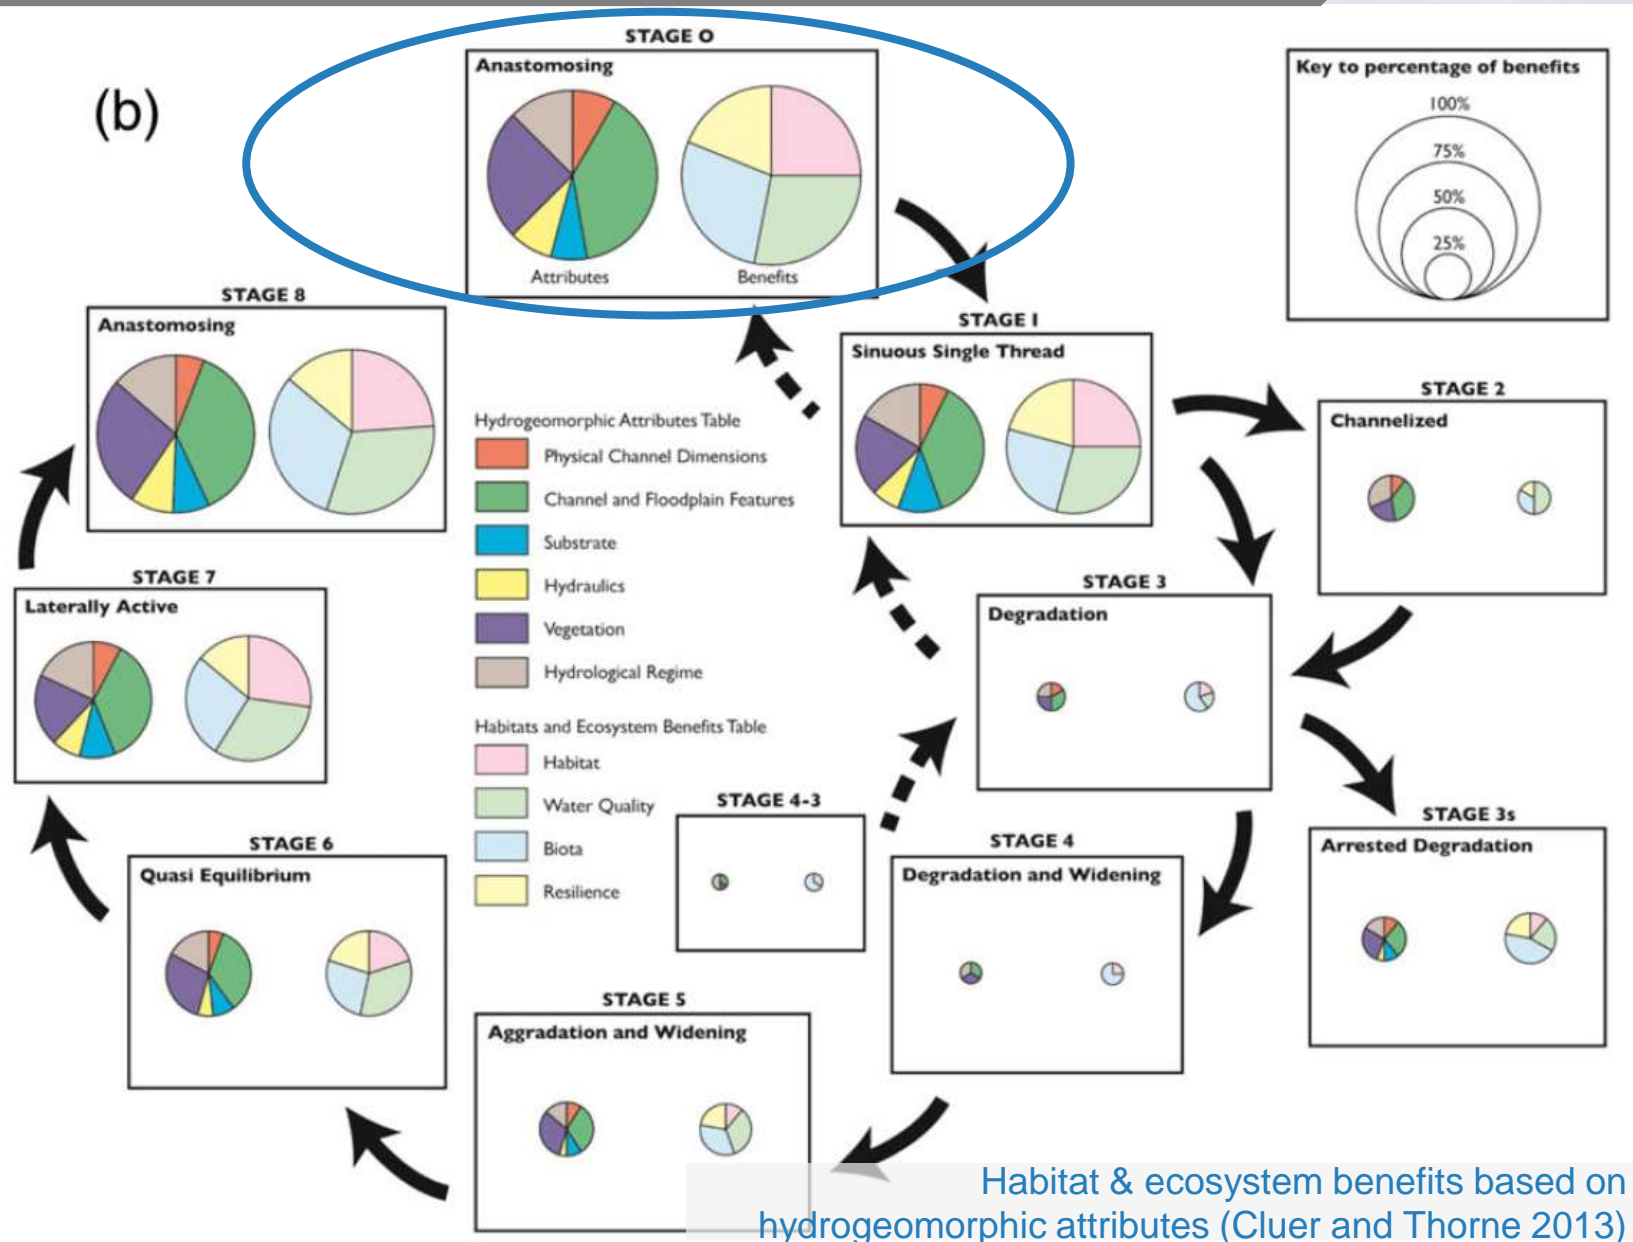 (b)
STAGE O
Anastomosing
Attributes
Benefits
Key to percentage of benefits
100%
75%
50%
25%
STAGE 8
Anastomosing
STAGE I
Sinuous Single Thread
STAGE 2
Channelized
Hydrogeomorphic Attributes Table
Physical Channel Dimensions
Channel and Floodplain Features
Substrate
Hydraulics
Vegetation
Hydrological Regime
Habitats and Ecosystem Benefits Table
Habitat
Water Quality
Biota
Resilience
STAGE 7
Laterally Active
STAGE 3
Degradation
STAGE 4-3
STAGE 3s
Arrested Degradation
STAGE 4
Degradation and Widening
STAGE 6
Quasi Equilibrium
STAGE 5
Aggradation and Widening
Habitat & ecosystem benefits based on
hydrogeomorphic attributes (Cluer and Thorne 2013)